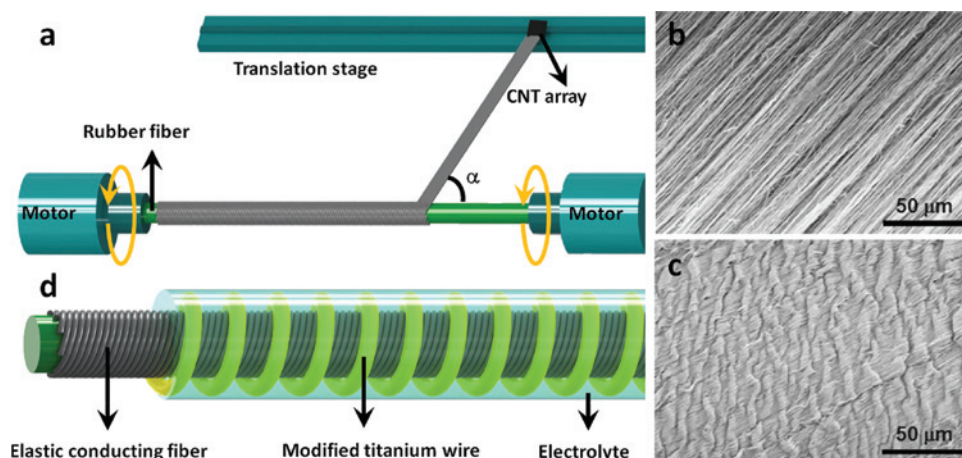 a
Translation stage
CNT array
Rubber fiber
α
Motor
Motor
b
50 μm
c
50 μm
d
Elastic conducting fiber
Modified titanium wire
Electrolyte